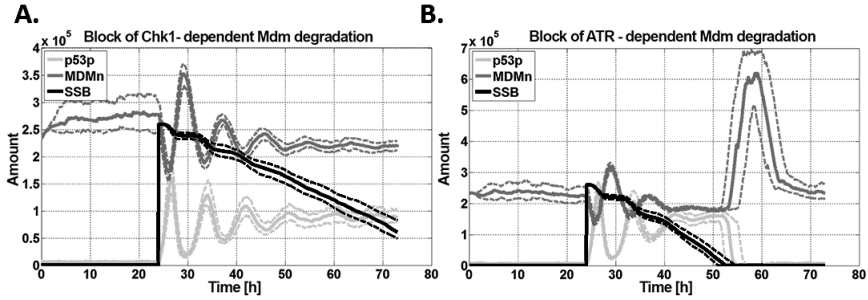 A.
Block of Chk1- dependent Mdm degradation
x 10^5
4
3.5
3
2.5
2
1.5
1
0.5
0
Amount
p53p
MDMn
SSB
0 10 20 30 40 50 60 70 80
Time [h]
B.
Block of ATR - dependent Mdm degradation
x 10^5
7
6
5
4
3
2
1
0
Amount
p53p
MDMn
SSB
0 10 20 30 40 50 60 70 80
Time [h]